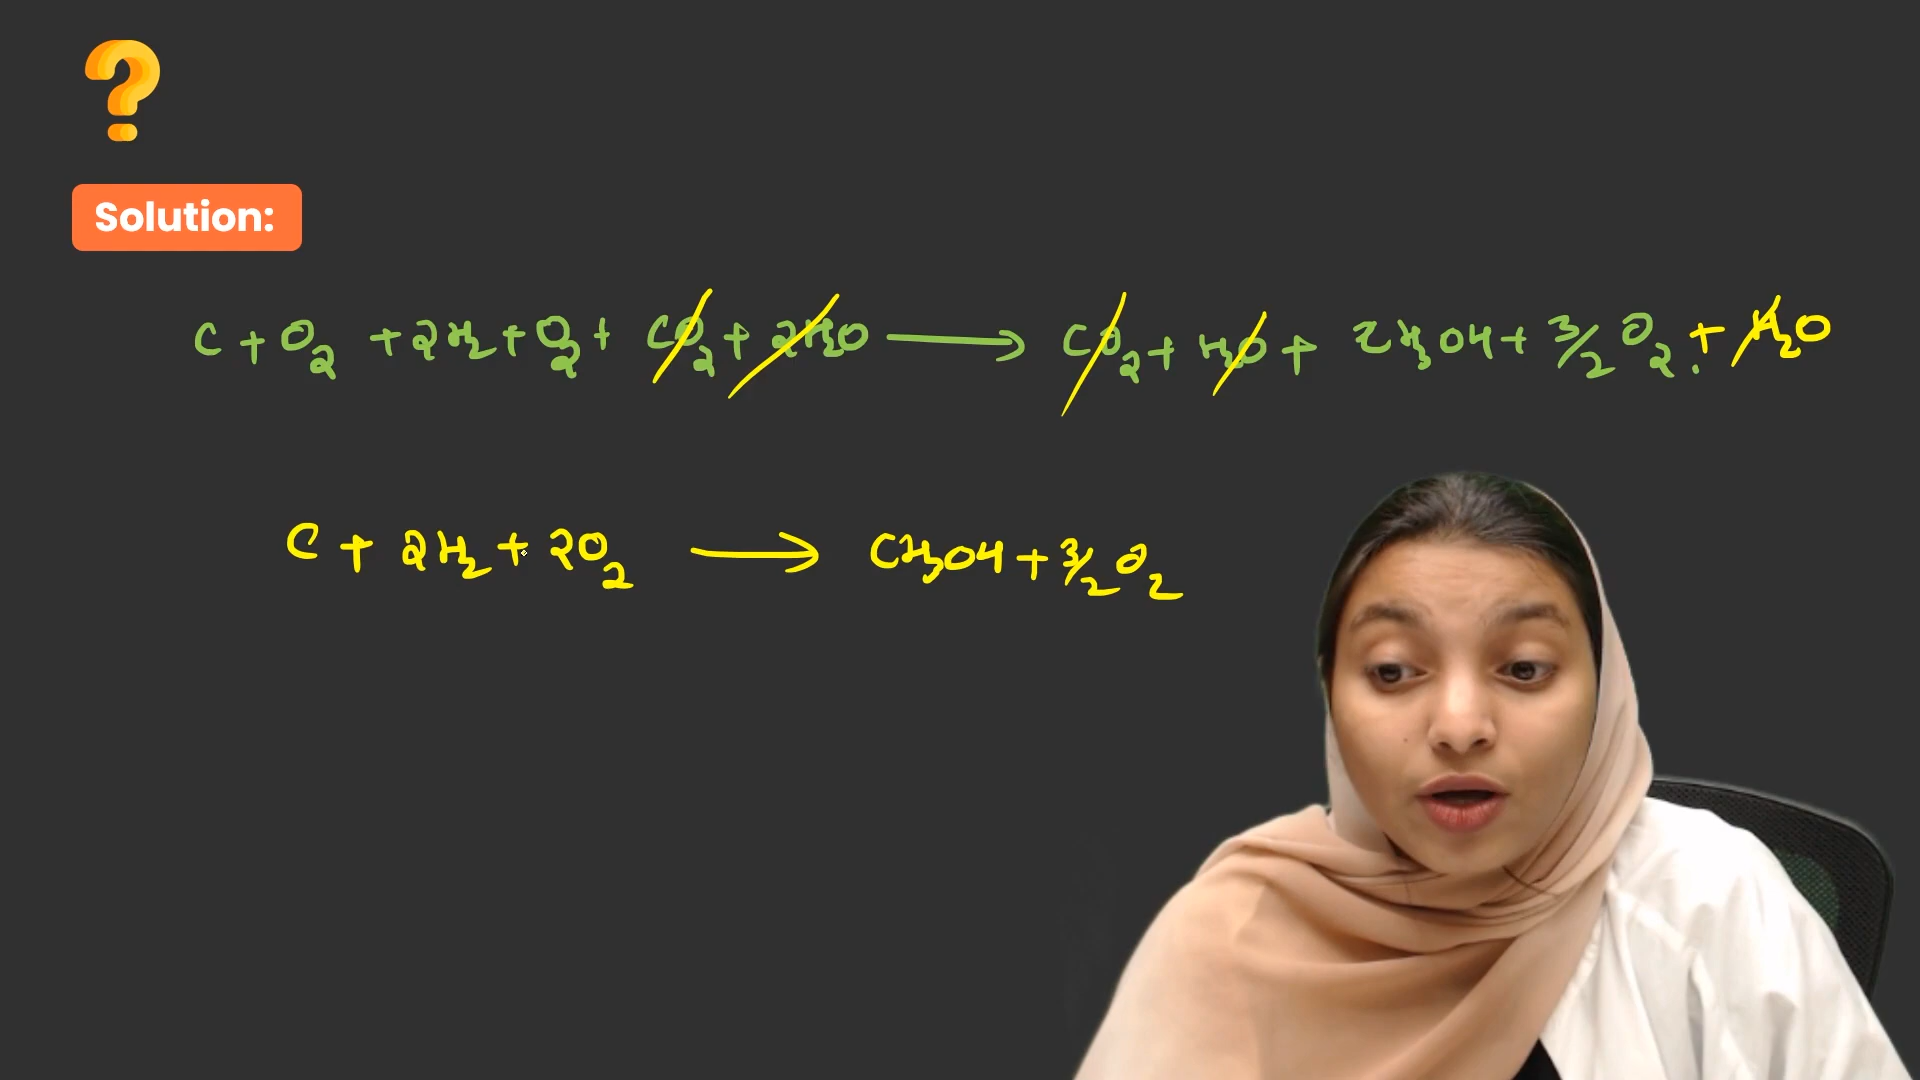 ?
Solution:
C + O₂ + 2H₂ + O₂ + CO₂ + 2H₂O ⟶ CO₂ + H₂O + CH₃OH + 3/2 O₂ + H₂O
C + 2H₂ + 2O₂ ⟶ CH₃OH + 3/2 O₂